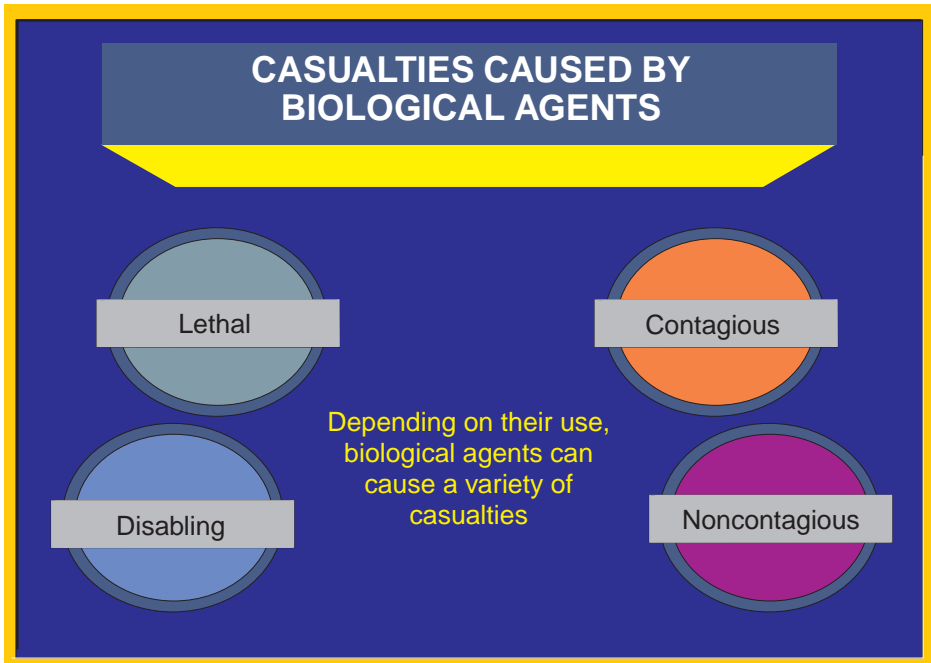 CASUALTIES CAUSED BY
BIOLOGICAL AGENTS
Lethal
Contagious
Depending on their use,
biological agents can
cause a variety of
casualties
Disabling
Noncontagious